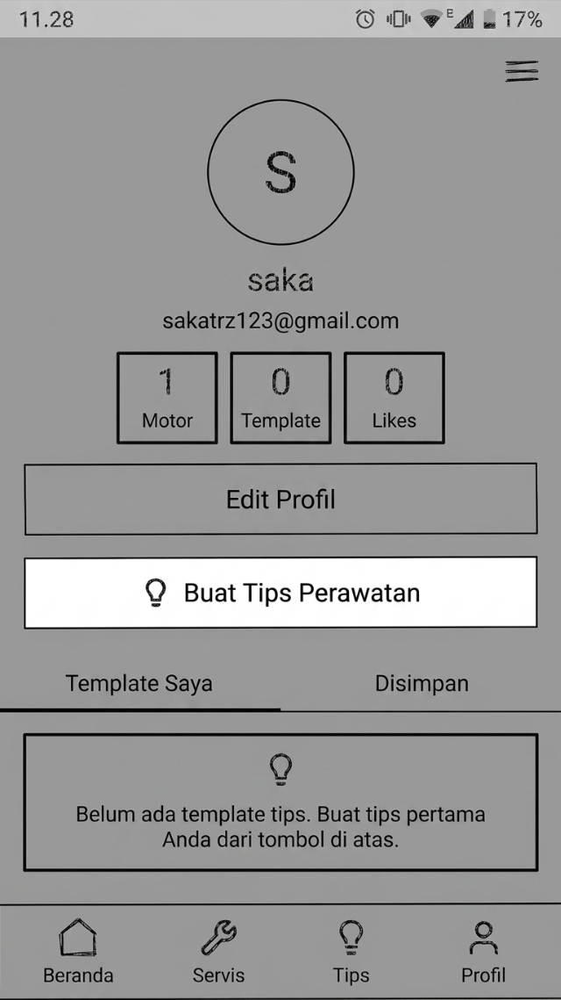 11.28
E
17%
S
saka
sakatrz123@gmail.com
1
0
0
Motor
Template
Likes
Edit Profil
Buat Tips Perawatan
Template Saya
Disimpan
Belum ada template tips. Buat tips pertama
Anda dari tombol di atas.
Beranda
Servis
Tips
Profil